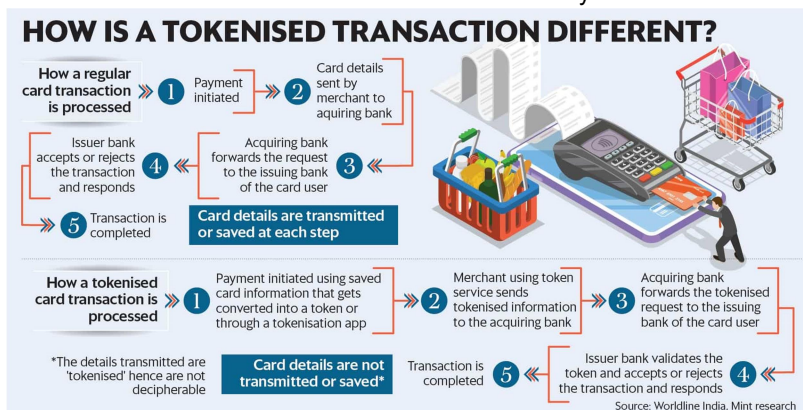 HOW IS A TOKENISED TRANSACTION DIFFERENT?
How a regular
card transaction
is processed
1
Payment
initiated
2
Card details
sent by
merchant to
aquiring bank
3
Acquiring bank
forwards the request
to the issuing bank
of the card user
4
Issuer bank
accepts or rejects
the transaction
and responds
5
Transaction is
completed
Card details are transmitted
or saved at each step
How a tokenised
card transaction is
processed
1
Payment initiated using saved
card information that gets
converted into a token or
through a tokenisation app
2
Merchant using token
service sends
tokenised information
to the acquiring bank
3
Acquiring bank
forwards the tokenised
request to the issuing
bank of the card user
4
Issuer bank validates the
token and accepts or rejects
the transaction and responds
5
Transaction is
completed
Card details are not
transmitted or saved*
*The details transmitted are
'tokenised' hence are not
decipherable
Source: Worldline India, Mint research